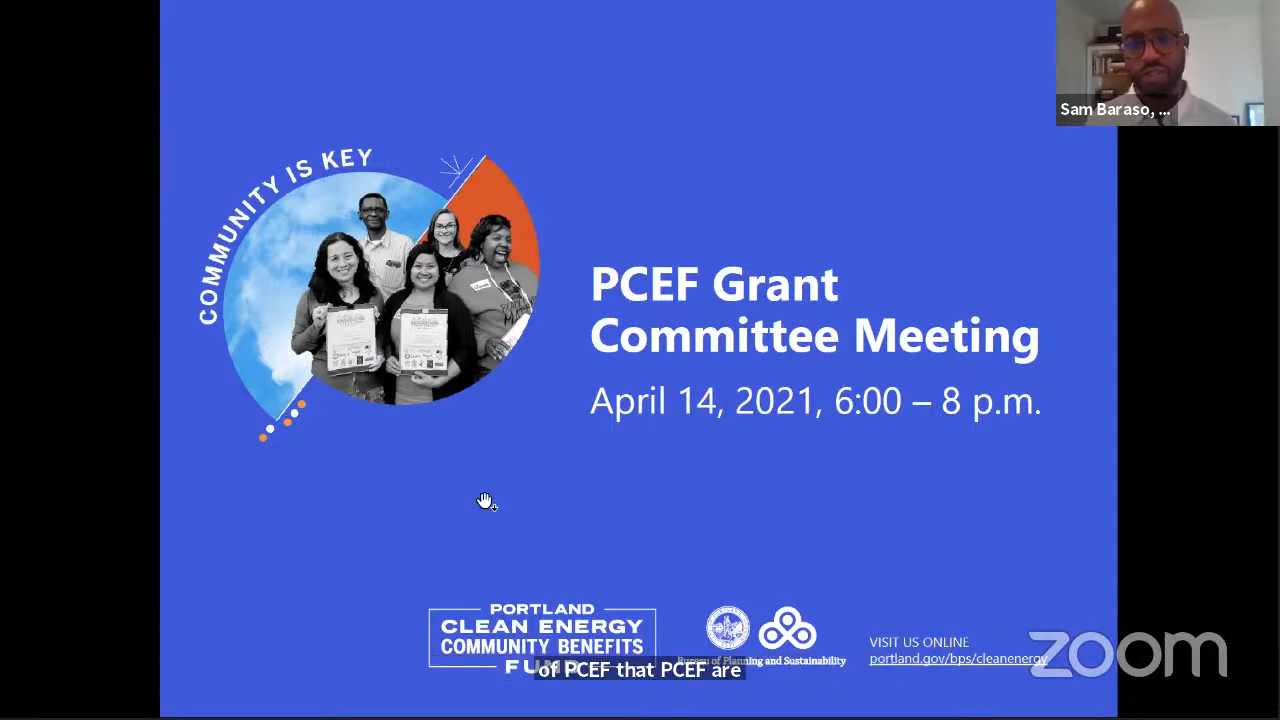 Sam Baraso, ...
COMMUNITY IS KEY
PCEF Grant
Committee Meeting
April 14, 2021, 6:00 – 8 p.m.
PORTLAND
CLEAN ENERGY
COMMUNITY BENEFITS
FUND
Bureau of Planning and Sustainability
VISIT US ONLINE
portland.gov/bps/cleanenergy
zoom
of PCEF that PCEF are